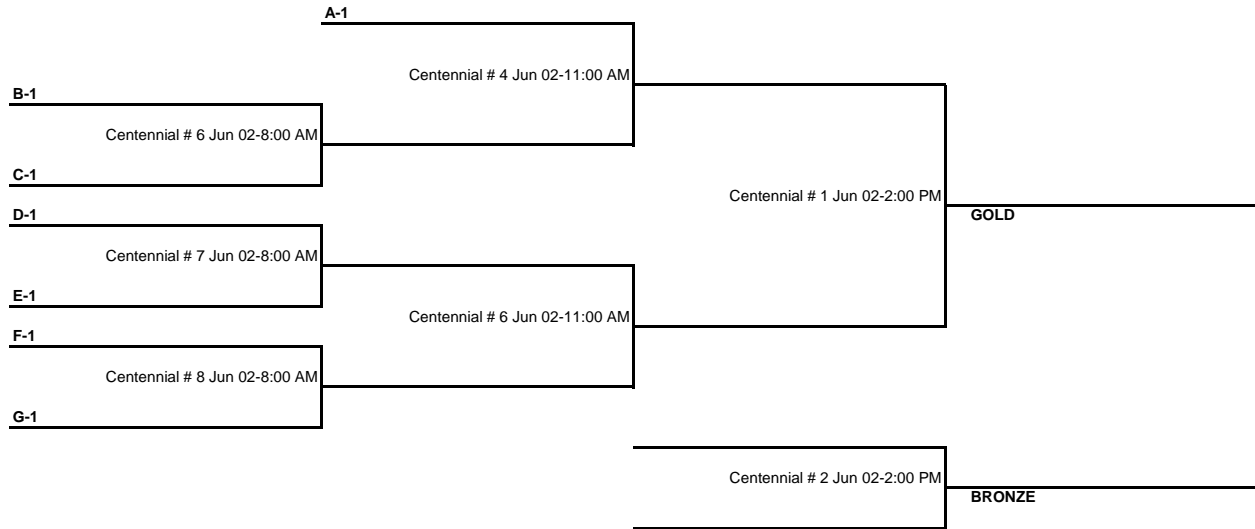 A-1
Centennial # 4 Jun 02-11:00 AM
B-1
Centennial # 6 Jun 02-8:00 AM
C-1
Centennial # 1 Jun 02-2:00 PM
GOLD
D-1
Centennial # 7 Jun 02-8:00 AM
E-1
Centennial # 6 Jun 02-11:00 AM
F-1
Centennial # 8 Jun 02-8:00 AM
G-1
Centennial # 2 Jun 02-2:00 PM
BRONZE